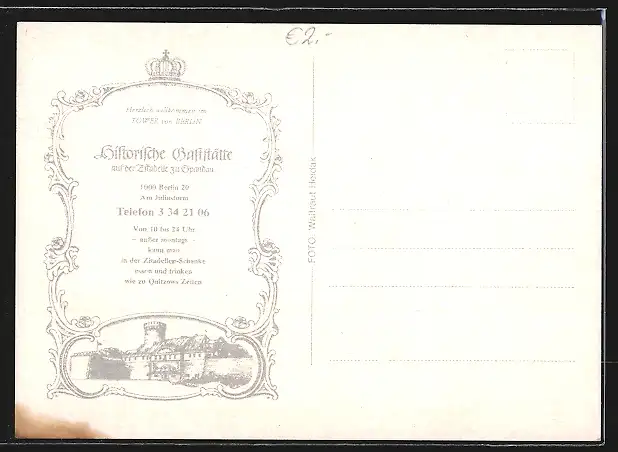 €2,-
Herzlich willkommen im
TOWER von BERLIN
Historische Gaststätte
auf der Zitadelle zu Spandau
1000 Berlin 20
Am Juliusturm
Telefon 3 34 21 06
Von 10 bis 24 Uhr
- außer montags -
kann man
in der Zitadellen-Schänke
essen und trinken
wie zu Quitzows Zeiten
FOTO Waltraut